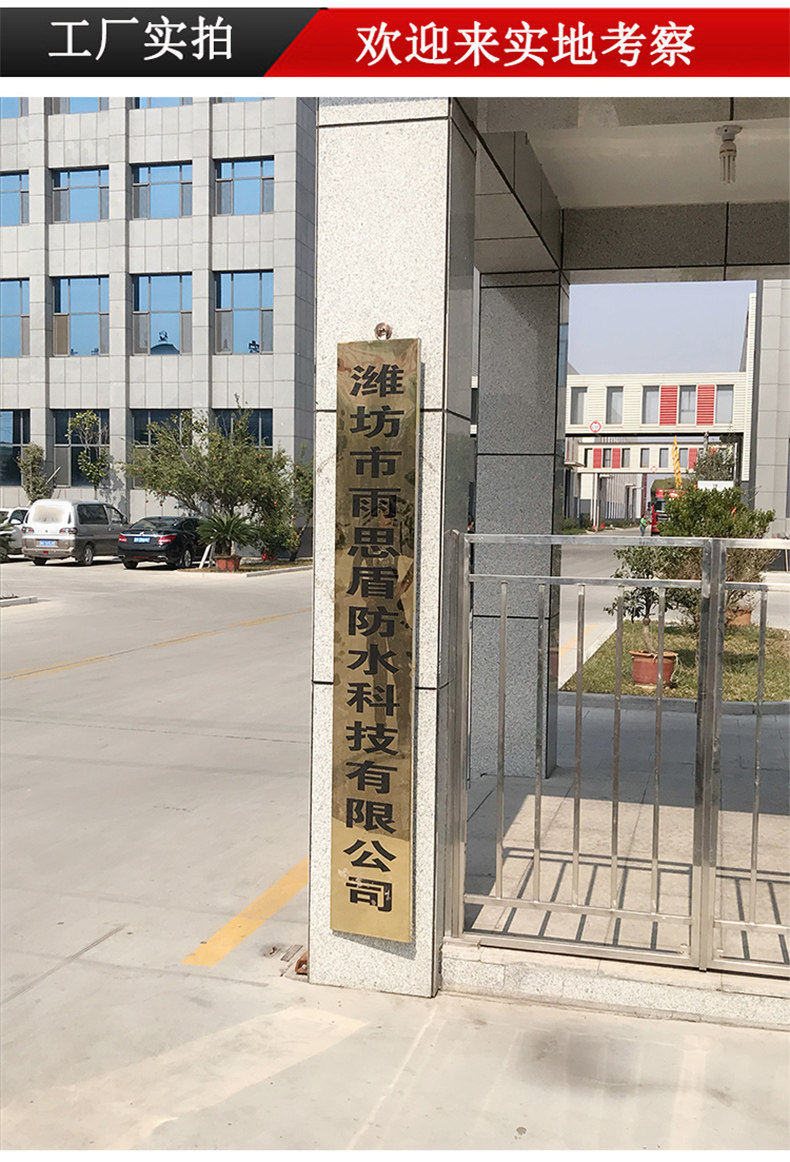 工厂实拍
欢迎来实地考察
潍坊市雨思盾防水科技有限公司